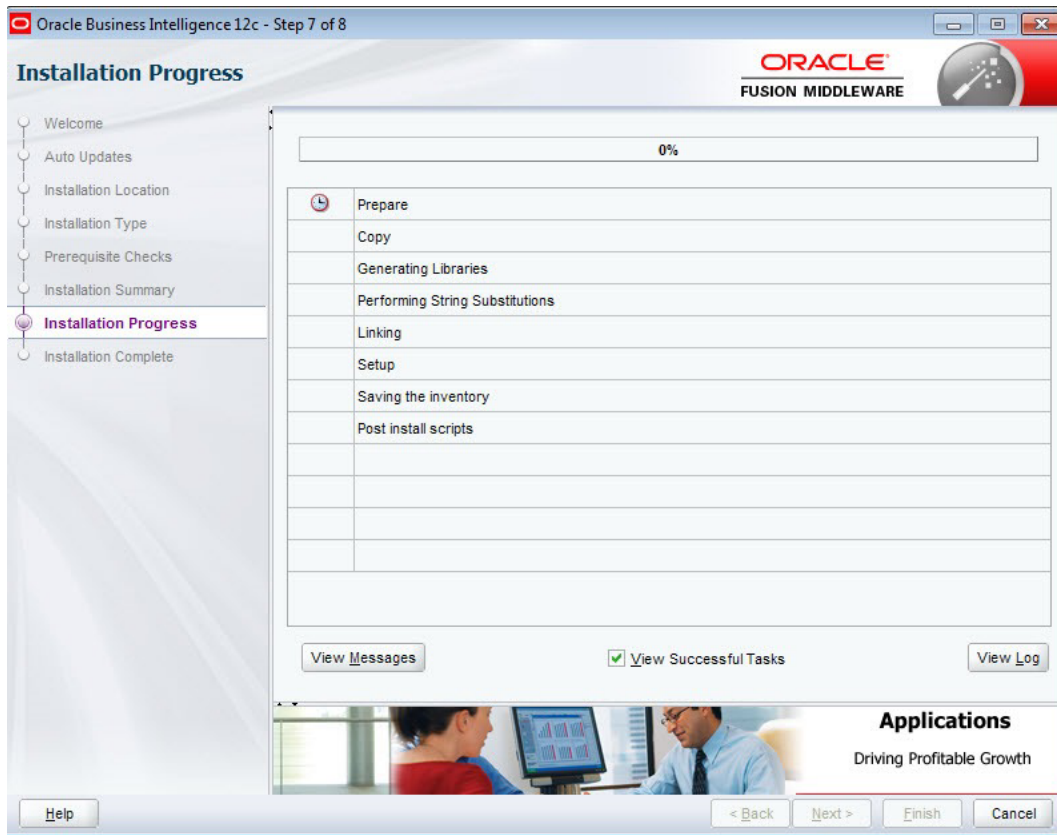 Oracle Business Intelligence 12c - Step 7 of 8
Installation Progress
ORACLE®
FUSION MIDDLEWARE
Welcome
Auto Updates
Installation Location
Installation Type
Prerequisite Checks
Installation Summary
Installation Progress
Installation Complete
0%
Prepare
Copy
Generating Libraries
Performing String Substitutions
Linking
Setup
Saving the inventory
Post install scripts
View Messages
View Successful Tasks
View Log
Applications
Driving Profitable Growth
Help
< Back
Next >
Finish
Cancel